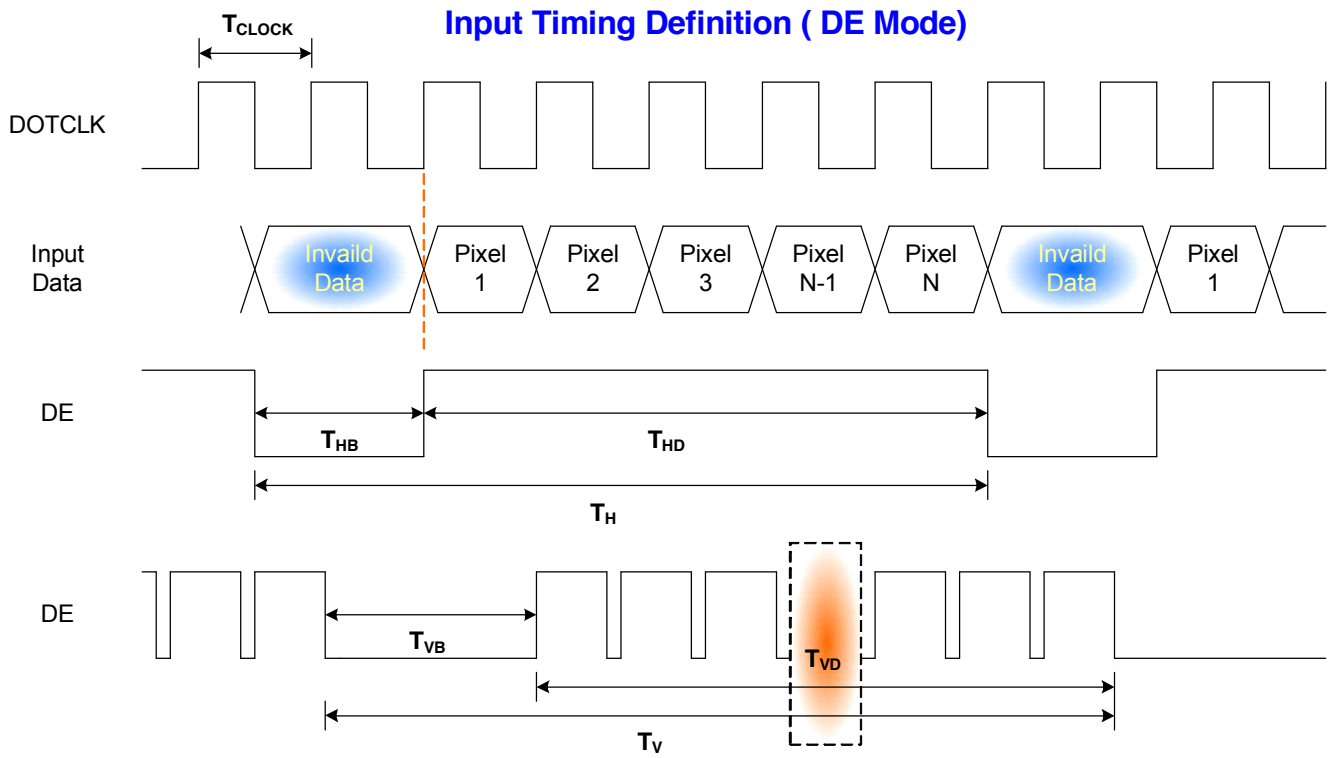 Input Timing Definition ( DE Mode)
TCLOCK
DOTCLK
Input
Data
Invaild
Data
Pixel
1
Pixel
2
Pixel
3
Pixel
N-1
Pixel
N
Invaild
Data
Pixel
1
DE
THB
THD
TH
DE
TVB
TVD
TV